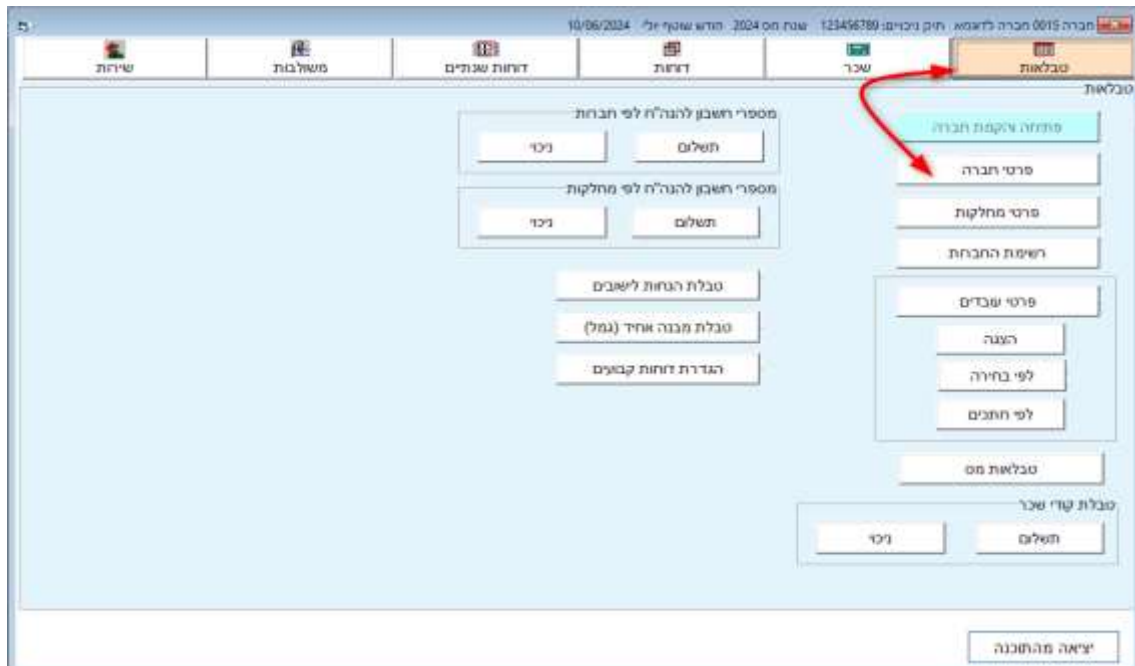 חברה 0015 חברה לדוגמא תיק ניכויים: 123456789 שנת מס 2024 חודש שוטף יולי 10/06/2024
טבלאות שכר דוחות דוחות שנתיים משולבות שירות
טבלאות
פתיחה והקמת חברה
פרטי חברה
פרטי מחלקות
רשימת החברות
פרטי עובדים
הצגה
לפי בחירה
לפי חתכים
טבלאות מס
טבלת קודי שכר
תשלום ניכוי
מספרי חשבון להנה"ח לפי חברות
תשלום ניכוי
מספרי חשבון להנה"ח לפי מחלקות
תשלום ניכוי
טבלת הנחות לישובים
טבלת מבנה אחיד (גמל)
הגדרת דוחות קבועים
יציאה מהתוכנה